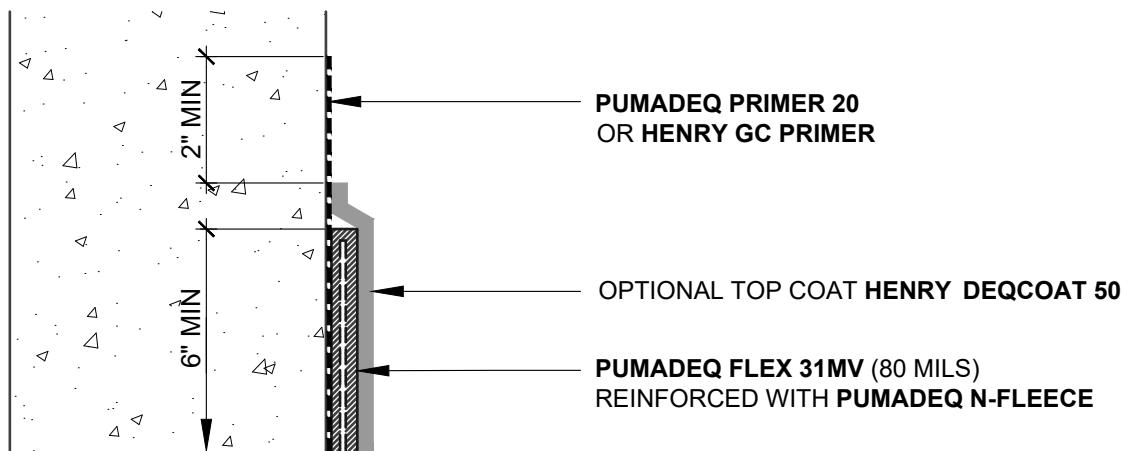 2" MIN
PUMADEQ PRIMER 20
OR HENRY GC PRIMER
6" MIN
OPTIONAL TOP COAT HENRY DEQCOAT 50
PUMADEQ FLEX 31MV (80 MILS)
REINFORCED WITH PUMADEQ N-FLEECE